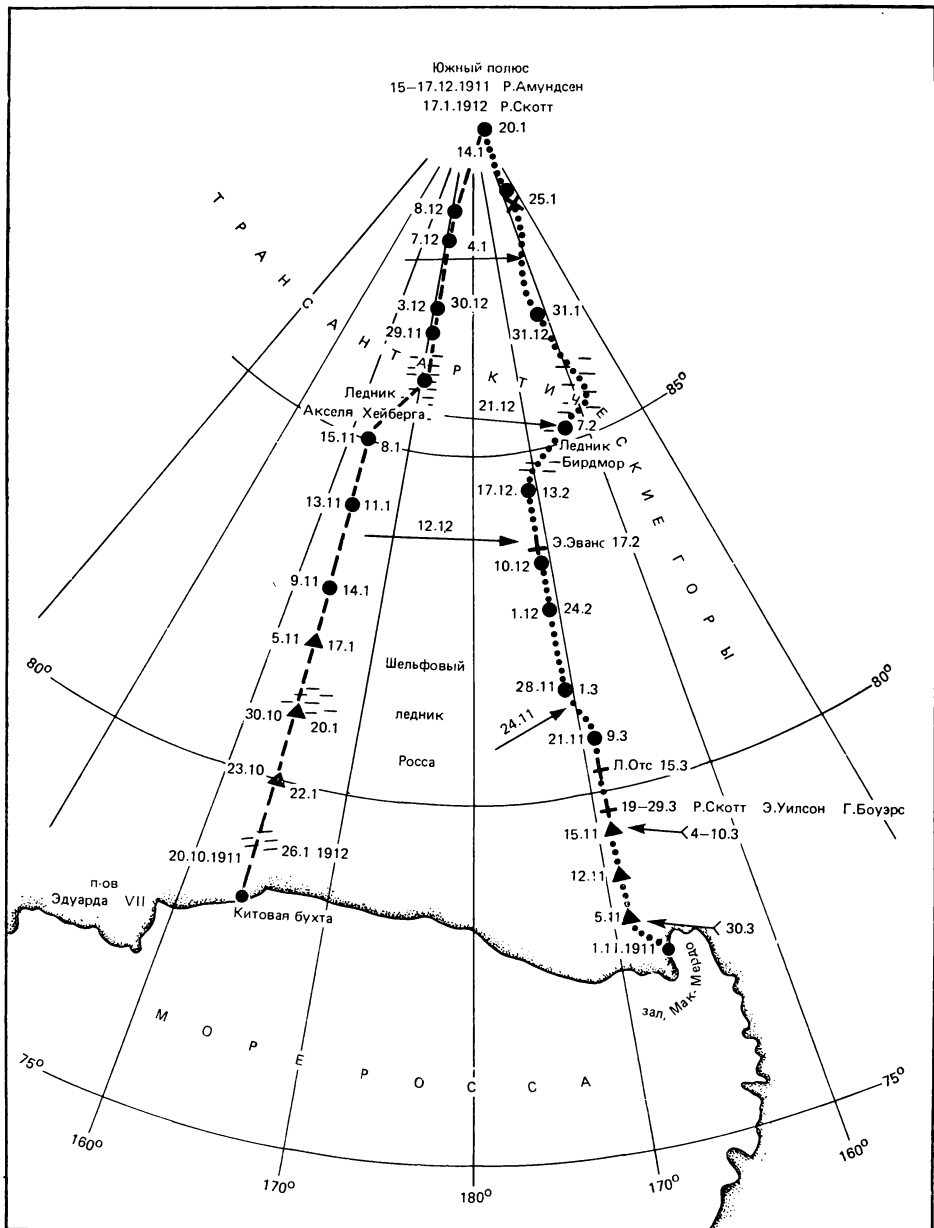 Южный полюс
15–17.12.1911 Р.Амундсен
17.1.1912 Р.Скотт
20.1
14.1
25.1
ТРАНСАНТАРКТИЧЕСКИЕ ГОРЫ
8.12
7.12
4.1
3.12
30.12
31.1
31.12
29.11
85°
Ледник
Акселя Хейберга
21.12
7.2
Ледник
Бирдмор
15.11
8.1
17.12.
13.2
13.11
11.1
12.12
Э.Эванс 17.2
10.12
9.11
14.1
1.12
24.2
5.11
17.1
80°
Шельфовый
ледник
Росса
28.11
1.3
80°
30.10
20.1
24.11
21.11
9.3
23.10
22.1
Л.Отс 15.3
19–29.3 Р.Скотт Э.Уилсон Г.Боуэрс
15.11
4–10.3
20.10.1911
26.1 1912
12.11
п-ов
Эдуарда VII
Китовая бухта
5.11
30.3
1.11.1911
зал, Мак-Мардо
МОРЕ РОССА
75°
75°
160°
170°
180°
170°
160°